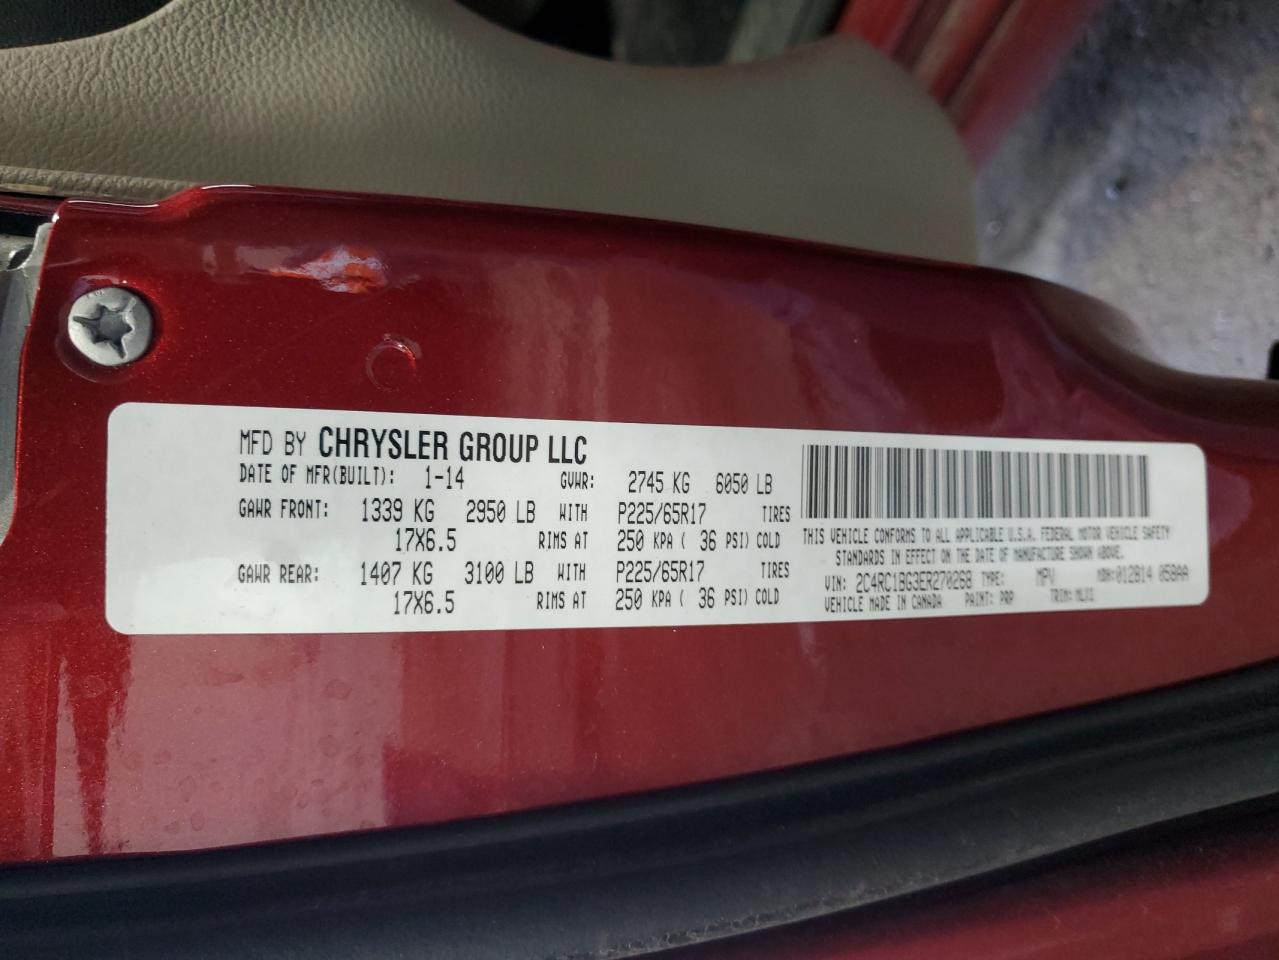 MFD BY CHRYSLER GROUP LLC
DATE OF MFR(BUILT): 1-14 GVWR: 2745 KG 6050 LB
GAWR FRONT: 1339 KG 2950 LB WITH P225/65R17 TIRES
17X6.5 RIMS AT 250 KPA ( 36 PSI) COLD
GAWR REAR: 1407 KG 3100 LB WITH P225/65R17 TIRES
17X6.5 RIMS AT 250 KPA ( 36 PSI) COLD
THIS VEHICLE CONFORMS TO ALL APPLICABLE U.S.A. FEDERAL MOTOR VEHICLE SAFETY
STANDARDS IN EFFECT ON THE DATE OF MANUFACTURE SHOWN ABOVE.
VIN: 2C4RC1BG3ER270268 TYPE: MPV MDH:012814 058AA
VEHICLE MADE IN CANADA PAINT: PRP TRIM: